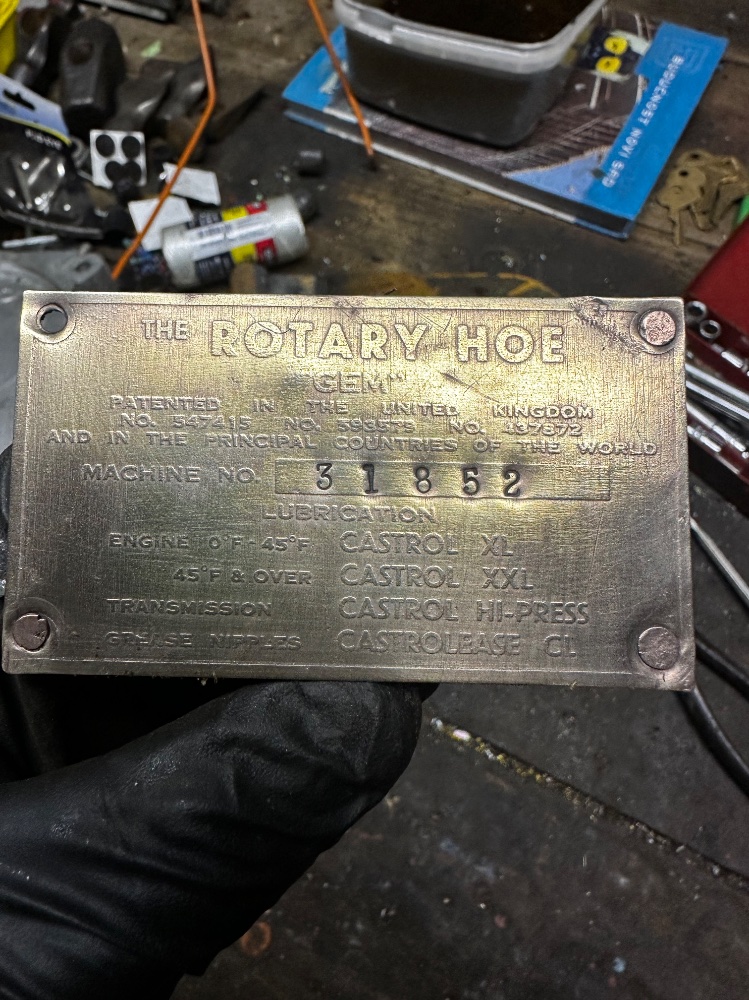 THE ROTARY HOE
"GEM"
PATENTED IN THE UNITED KINGDOM
NO. 547415 NO. 593579 NO. 437872
AND IN THE PRINCIPAL COUNTRIES OF THE WORLD
MACHINE NO. 31852
LUBRICATION
ENGINE 0°F - 45°F CASTROL XL
45°F & OVER CASTROL XXL
TRANSMISSION CASTROL HI-PRESS
GREASE NIPPLES CASTROLEASE CL